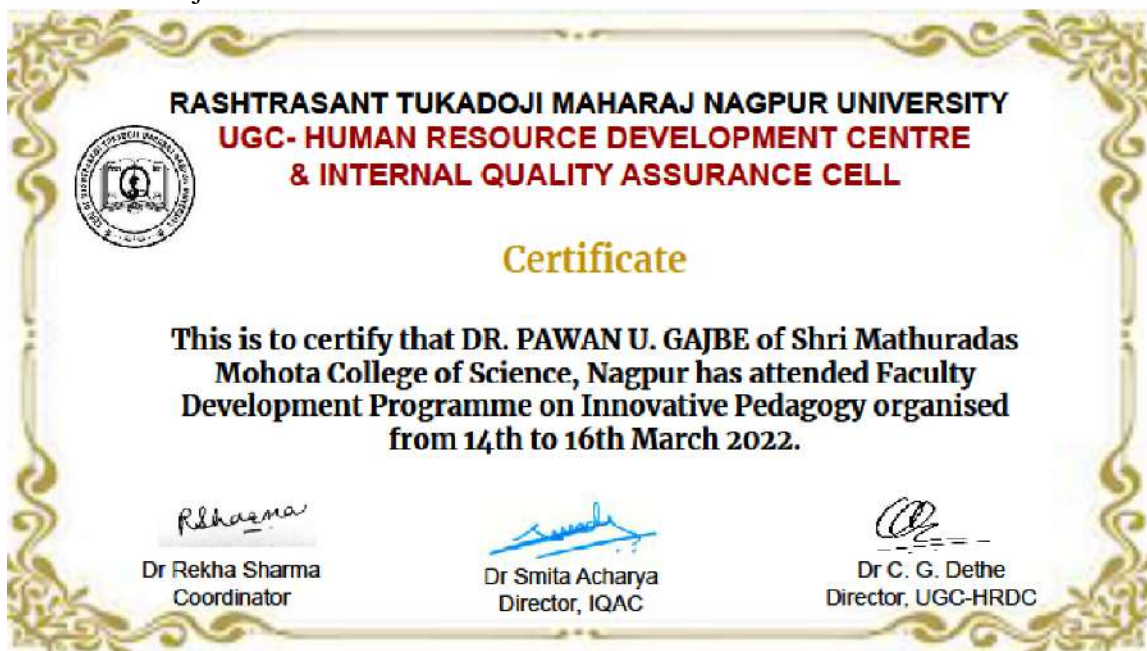 RASHTRASANT TUKADOJI MAHARAJ NAGPUR UNIVERSITY
UGC- HUMAN RESOURCE DEVELOPMENT CENTRE
& INTERNAL QUALITY ASSURANCE CELL
Certificate
This is to certify that DR. PAWAN U. GAJBE of Shri Mathuradas
Mohota College of Science, Nagpur has attended Faculty
Development Programme on Innovative Pedagogy organised
from 14th to 16th March 2022.
RSharma
Dr Rekha Sharma
Coordinator
Dr Smita Acharya
Director, IQAC
Dr C. G. Dethe
Director, UGC-HRDC